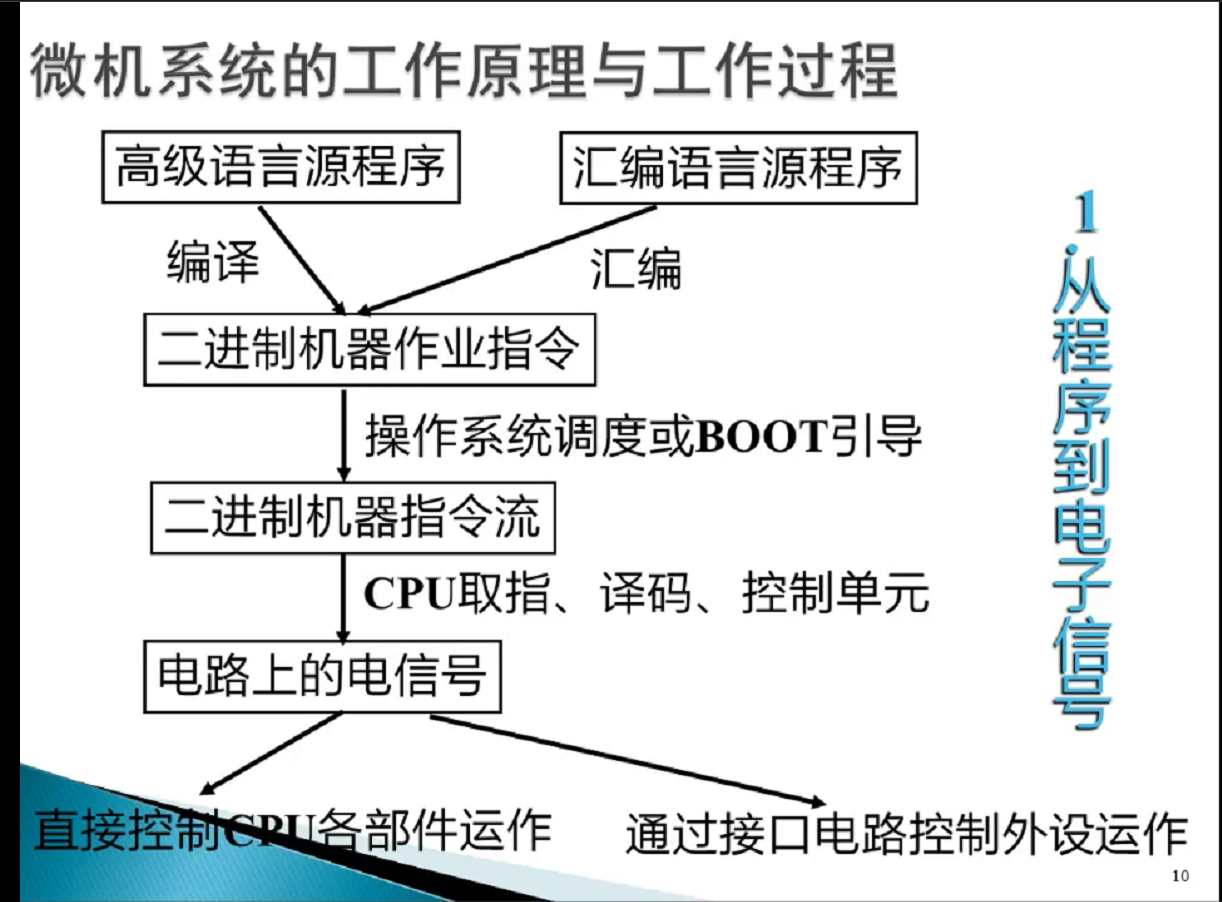 微机系统的工作原理与工作过程
高级语言源程序
汇编语言源程序
编译
汇编
二进制机器作业指令
操作系统调度或BOOT引导
二进制机器指令流
CPU取指、译码、控制单元
电路上的电信号
直接控制CPU各部件运作
通过接口电路控制外设运作
1.从程序到电子信号
10